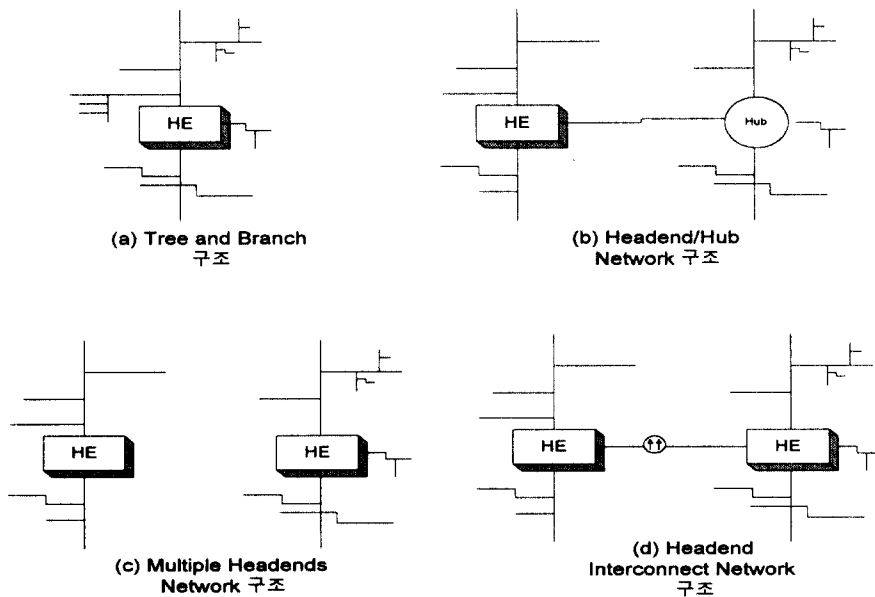 HE
(a) Tree and Branch
구조
HE
Hub
(b) Headend/Hub
Network 구조
HE
HE
(c) Multiple Headends
Network 구조
HE
HE
(d) Headend
Interconnect Network
구조